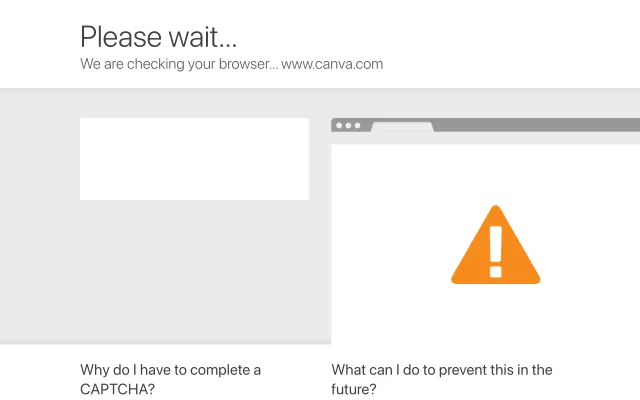 Please wait...
We are checking your browser... www.canva.com
Why do I have to complete a
CAPTCHA?
What can I do to prevent this in the
future?